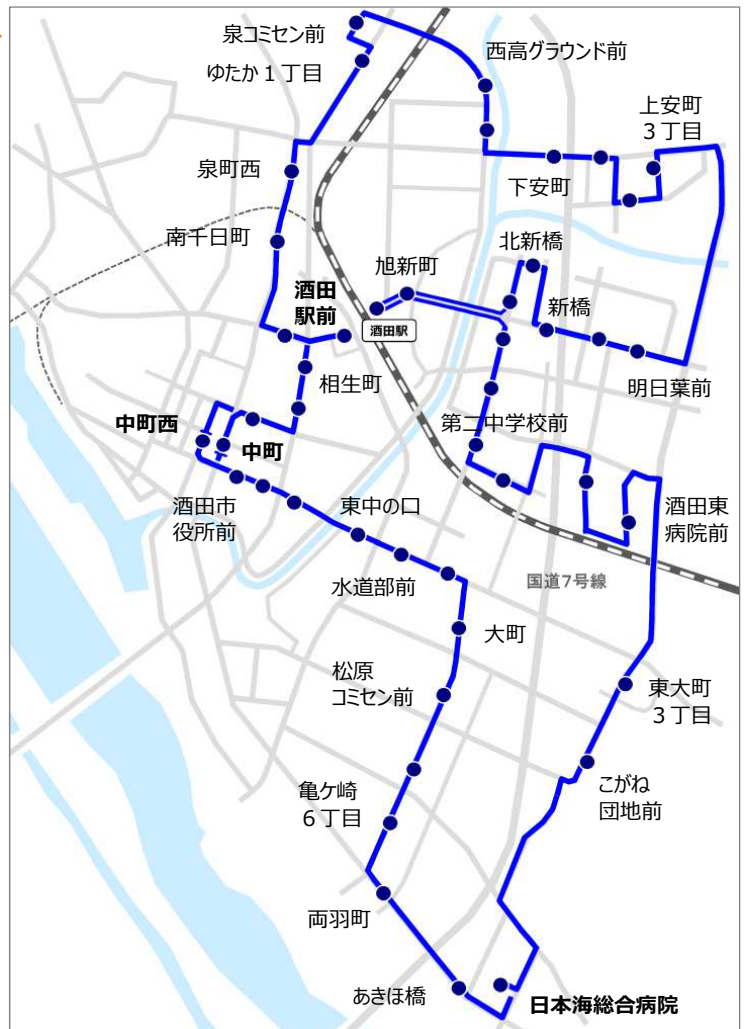 泉コミセン前
ゆたか１丁目
西高グラウンド前
上安町
３丁目
泉町西
下安町
南千日町
北新橋
旭新町
酒田
駅前
新橋
酒田駅
相生町
明日葉前
中町西
中町
第二中学校前
酒田市
役所前
東中の口
酒田東
病院前
水道部前
国道7号線
大町
松原
コミセン前
東大町
３丁目
亀ケ崎
６丁目
こがね
団地前
両羽町
あきほ橋
日本海総合病院